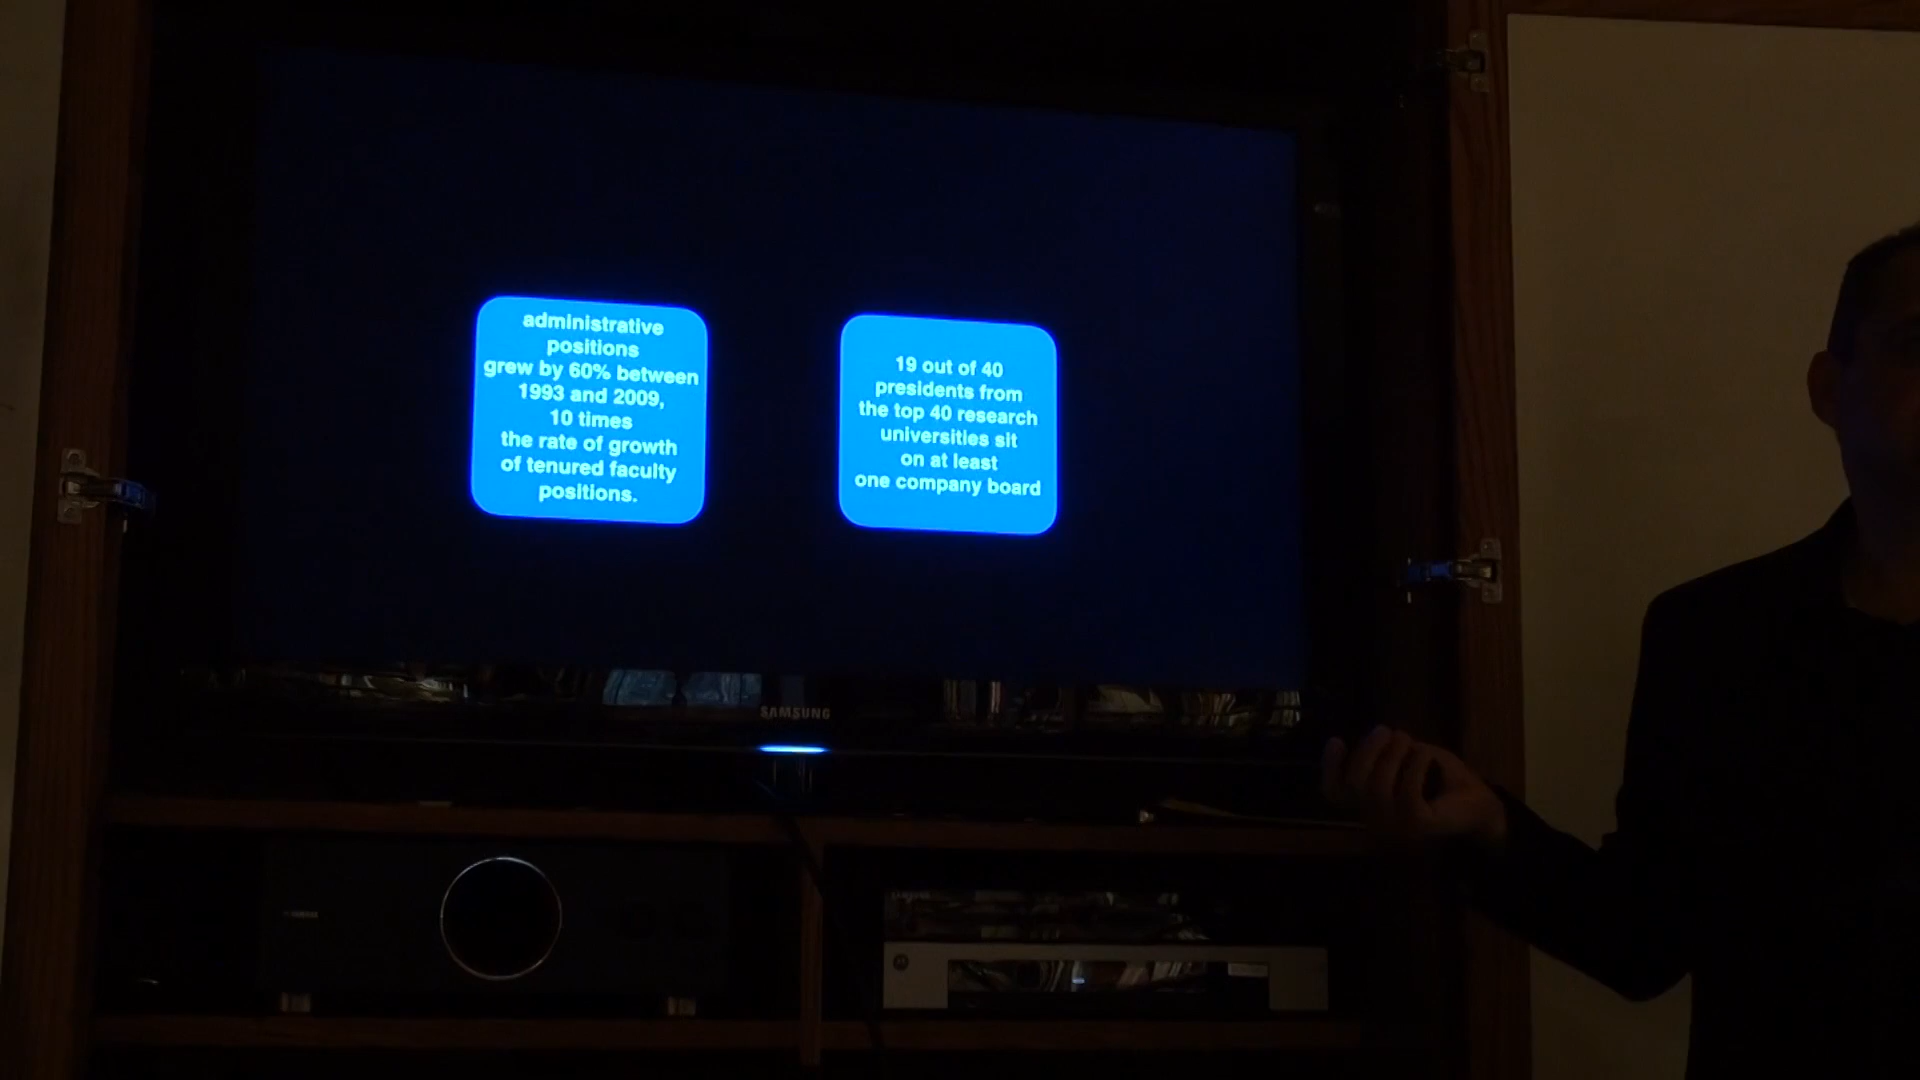 administrative
positions
grew by 60% between
1993 and 2009,
10 times
the rate of growth
of tenured faculty
positions.
19 out of 40
presidents from
the top 40 research
universities sit
on at least
one company board
SAMSUNG